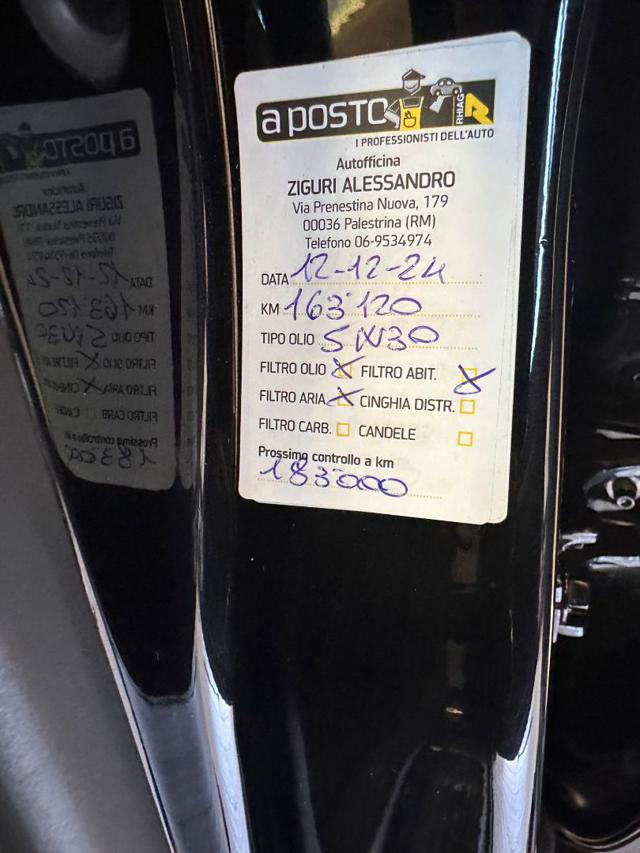 a posto
RHIAG
I PROFESSIONISTI DELL'AUTO
Autofficina
ZIGURI ALESSANDRO
Via Prenestina Nuova, 179
00036 Palestrina (RM)
Telefono 06-9534974
DATA 12-12-24
KM 163120
TIPO OLIO 5W30
FILTRO OLIO X FILTRO ABIT. X
FILTRO ARIA X CINGHIA DISTR.
FILTRO CARB. CANDELE
Prossimo controllo a km
183000